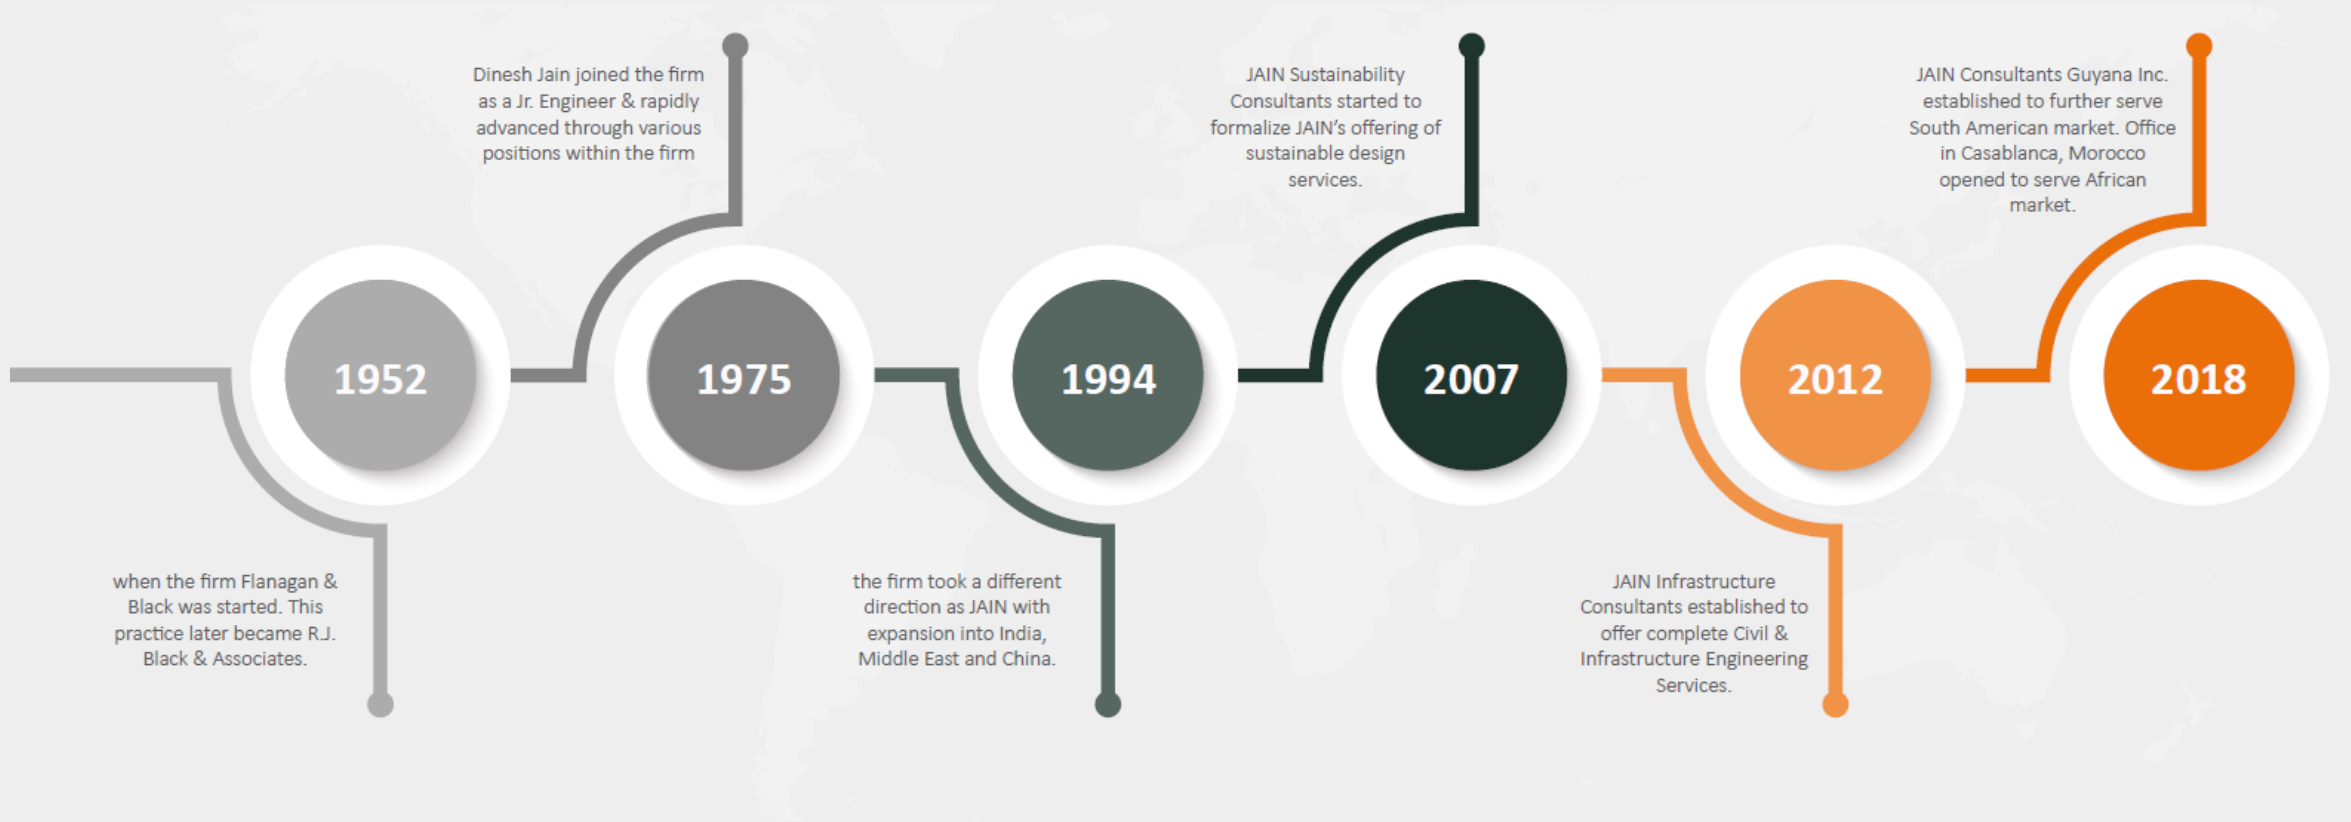 1952
when the firm Flanagan &
Black was started. This
practice later became R.J.
Black & Associates.
Dinesh Jain joined the firm
as a Jr. Engineer & rapidly
advanced through various
positions within the firm
1975
1994
the firm took a different
direction as JAIN with
expansion into India,
Middle East and China.
JAIN Sustainability
Consultants started to
formalize JAIN’s offering of
sustainable design
services.
2007
2012
JAIN Infrastructure
Consultants established to
offer complete Civil &
Infrastructure Engineering
Services.
JAIN Consultants Guyana Inc.
established to further serve
South American market. Office
in Casablanca, Morocco
opened to serve African
market.
2018